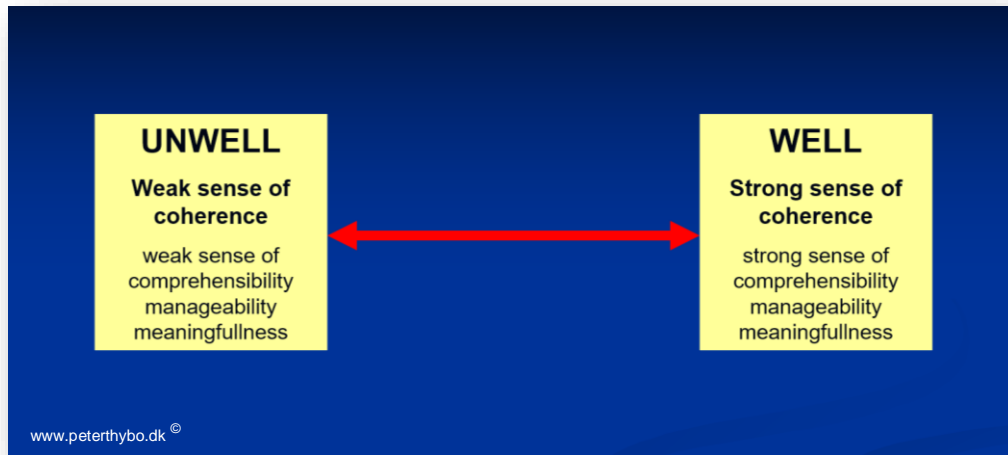 UNWELL
Weak sense of
coherence
weak sense of
comprehensibility
manageability
meaningfullness
WELL
Strong sense of
coherence
strong sense of
comprehensibility
manageability
meaningfullness
www.peterthybo.dk ©